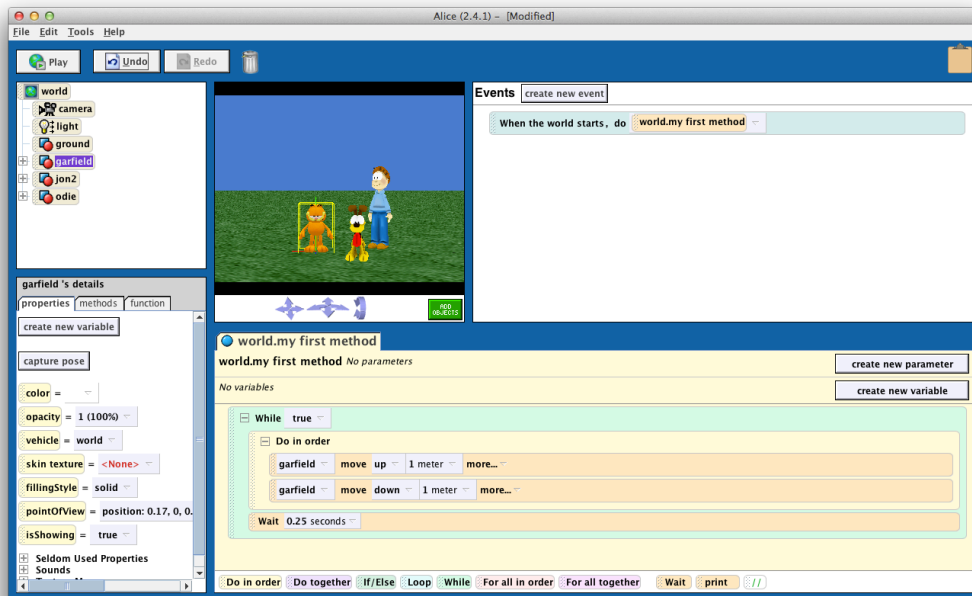 Alice (2.4.1) - [Modified]
File Edit Tools Help
Play Undo Redo
world
camera
light
ground
garfield
jon2
odie
ADD
OBJECTS
Events create new event
When the world starts, do world.my first method
garfield 's details
properties methods function
create new variable
capture pose
color =
opacity = 1 (100%)
vehicle = world
skin texture = <None>
fillingStyle = solid
pointOfView = position: 0.17, 0, 0.
isShowing = true
Seldom Used Properties
Sounds
world.my first method
world.my first method No parameters
create new parameter
No variables
create new variable
While true
Do in order
garfield move up 1 meter more...
garfield move down 1 meter more...
Wait 0.25 seconds
Do in order Do together If/Else Loop While For all in order For all together Wait print //